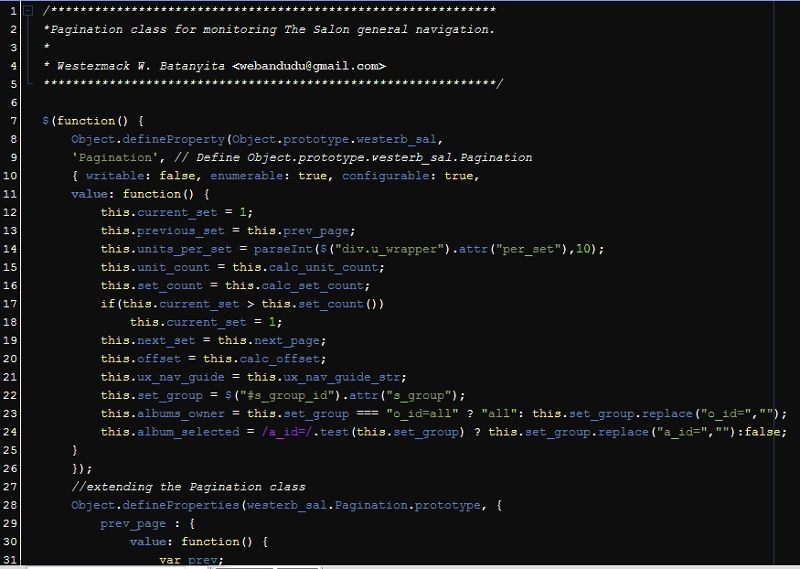 1 /*************************************************************
2 *Pagination class for monitoring The Salon general navigation.
3 *
4 * Westermack W. Batanyita <webandudu@gmail.com>
5 **************************************************************/
6
7 $(function() {
8 Object.defineProperty(Object.prototype.westerb_sal,
9 'Pagination', // Define Object.prototype.westerb_sal.Pagination
10 { writable: false, enumerable: true, configurable: true,
11 value: function() {
12 this.current_set = 1;
13 this.previous_set = this.prev_page;
14 this.units_per_set = parseInt($("div.u_wrapper").attr("per_set"),10);
15 this.unit_count = this.calc_unit_count;
16 this.set_count = this.calc_set_count;
17 if(this.current_set > this.set_count())
18 this.current_set = 1;
19 this.next_set = this.next_page;
20 this.offset = this.calc_offset;
21 this.ux_nav_guide = this.ux_nav_guide_str;
22 this.set_group = $("#s_group_id").attr("s_group");
23 this.albums_owner = this.set_group === "o_id=all" ? "all": this.set_group.replace("o_id=","");
24 this.album_selected = /a_id=/.test(this.set_group) ? this.set_group.replace("a_id=",""):false;
25 }
26 });
27 //extending the Pagination class
28 Object.defineProperties(westerb_sal.Pagination.prototype, {
29 prev_page : {
30 value: function() {
31 var prev;